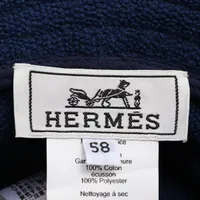 HERMÈS
58
100% Coton
écusson
100% Polyester
Nettoyage à sec